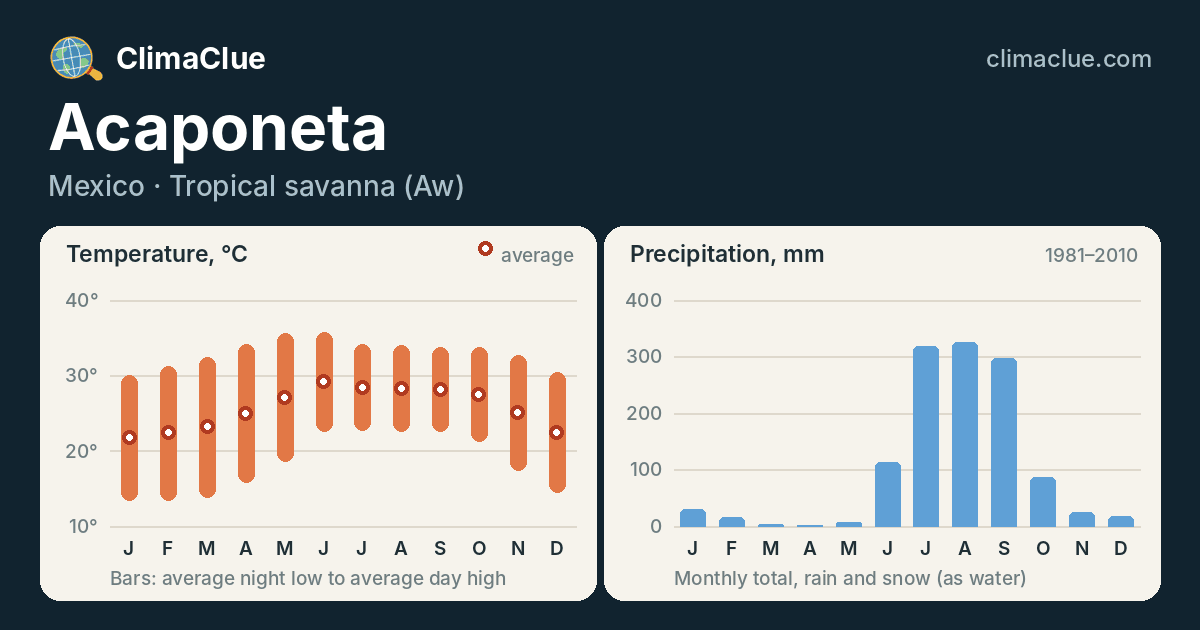 ClimaClue
climaclue.com
Acaponeta
Mexico · Tropical savanna (Aw)
Temperature, °C
average
40°
30°
20°
10°
J F M A M J J A S O N D
Bars: average night low to average day high
Precipitation, mm
1981–2010
400
300
200
100
0
J F M A M J J A S O N D
Monthly total, rain and snow (as water)